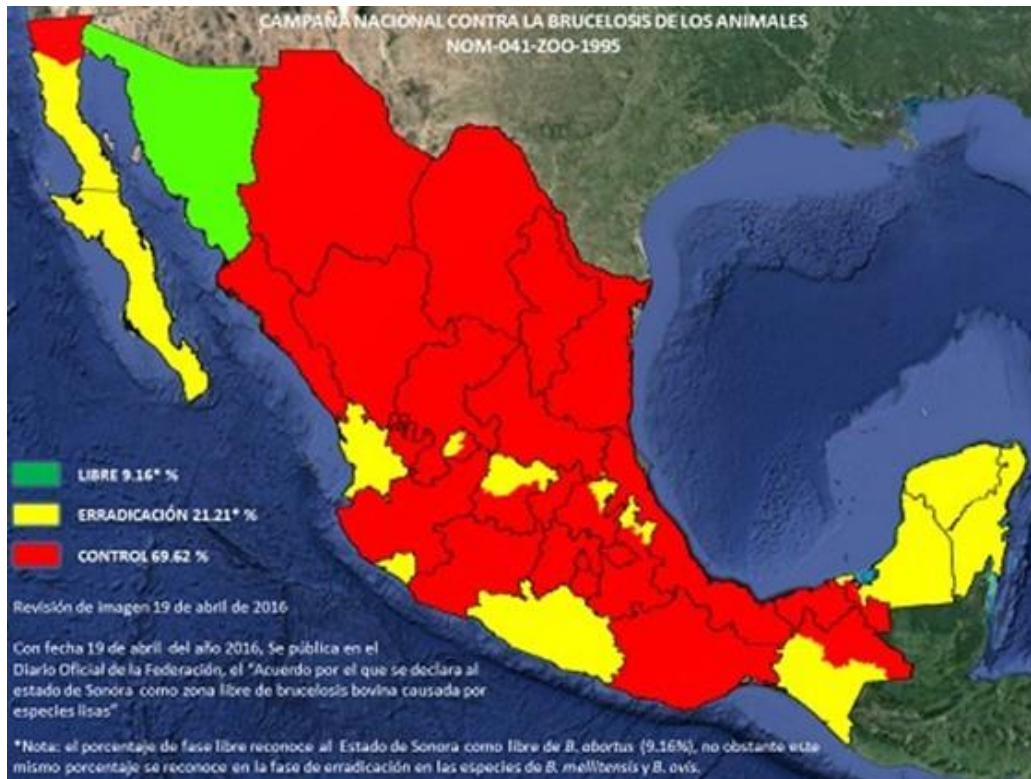 CAMPAÑA NACIONAL CONTRA LA BRUCELOSIS DE LOS ANIMALES
NOM-041-ZOO-1995
LIBRE 9.16* %
ERRADICACIÓN 21.21* %
CONTROL 69.62 %
Revisión de imagen 19 de abril de 2016
Con fecha 19 de abril del año 2016, Se pública en el
Diario Oficial de la Federación, el "Acuerdo por el que se declara al
estado de Sonora como zona libre de brucelosis bovina causada por
especies lisas"
*Nota: el porcentaje de fase libre reconoce al Estado de Sonora como libre de B. abortus (9.16%), no obstante este
mismo porcentaje se reconoce en la fase de erradicación en las especies de B. mellitensis y B. ovis.